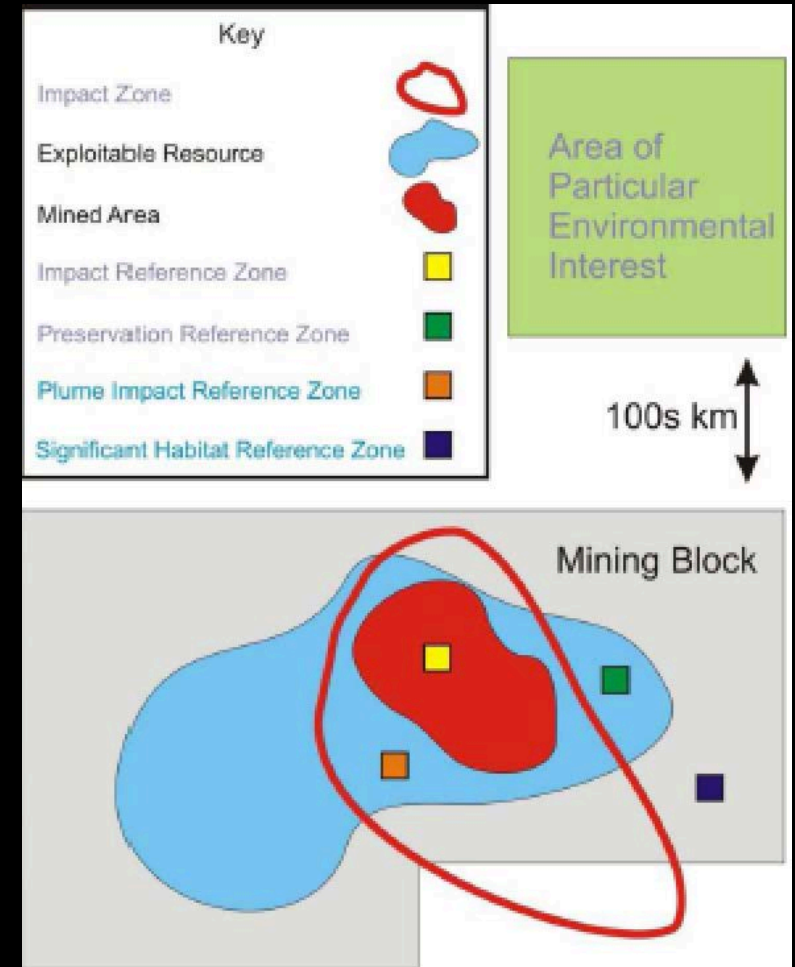 Key
Impact Zone
Exploitable Resource
Mined Area
Impact Reference Zone
Preservation Reference Zone
Plume Impact Reference Zone
Significant Habitat Reference Zone
Area of
Particular
Environmental
Interest
100s km
Mining Block